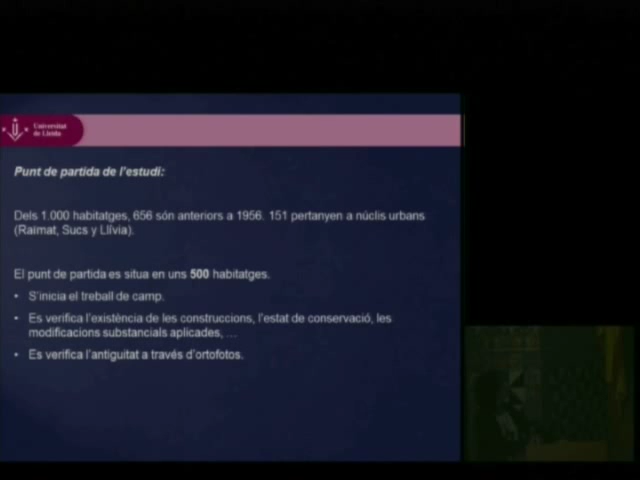 Universitat
de Lleida
Punt de partida de l'estudi:
Dels 1.000 habitatges, 656 són anteriors a 1956. 151 pertanyen a núclis urbans
(Raimat, Sucs y Llívia).
El punt de partida es situa en uns 500 habitatges.
• S'inicia el treball de camp.
• Es verifica l'existència de les construccions, l'estat de conservació, les
modificacions substancials aplicades, …
• Es verifica l'antiguitat a través d'ortofotos.